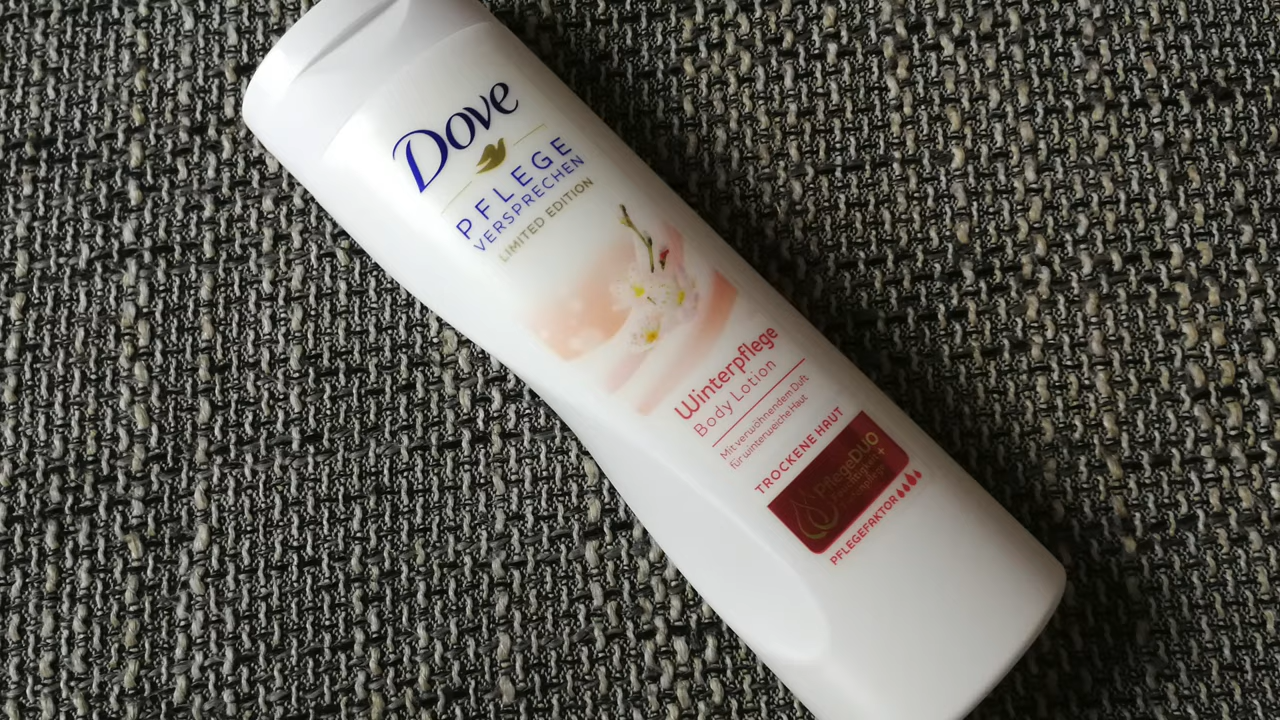 Dove
PFLEGE
VERSPRECHEN
LIMITED EDITION
Winterpflege
Body Lotion
Mit verwöhnendem Duft
für winterweiche Haut
TROCKENE HAUT
PflegeDUO
PFLEGEFAKTOR